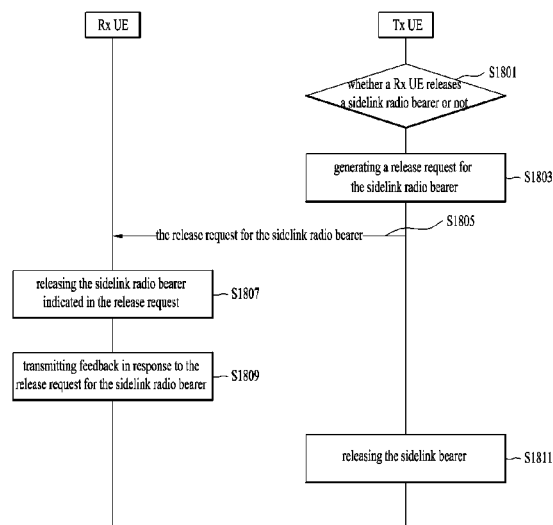 Rx UE
Tx UE
S1801
whether a Rx UE releases
a sidelink radio bearer or not
generating a release request for
the sidelink radio bearer
S1803
S1805
the release request for the sidelink radio bearer
releasing the sidelink radio bearer
indicated in the release request
S1807
transmitting feedback in response to the
release request for the sidelink radio bearer
S1809
releasing the sidelink bearer
S1811